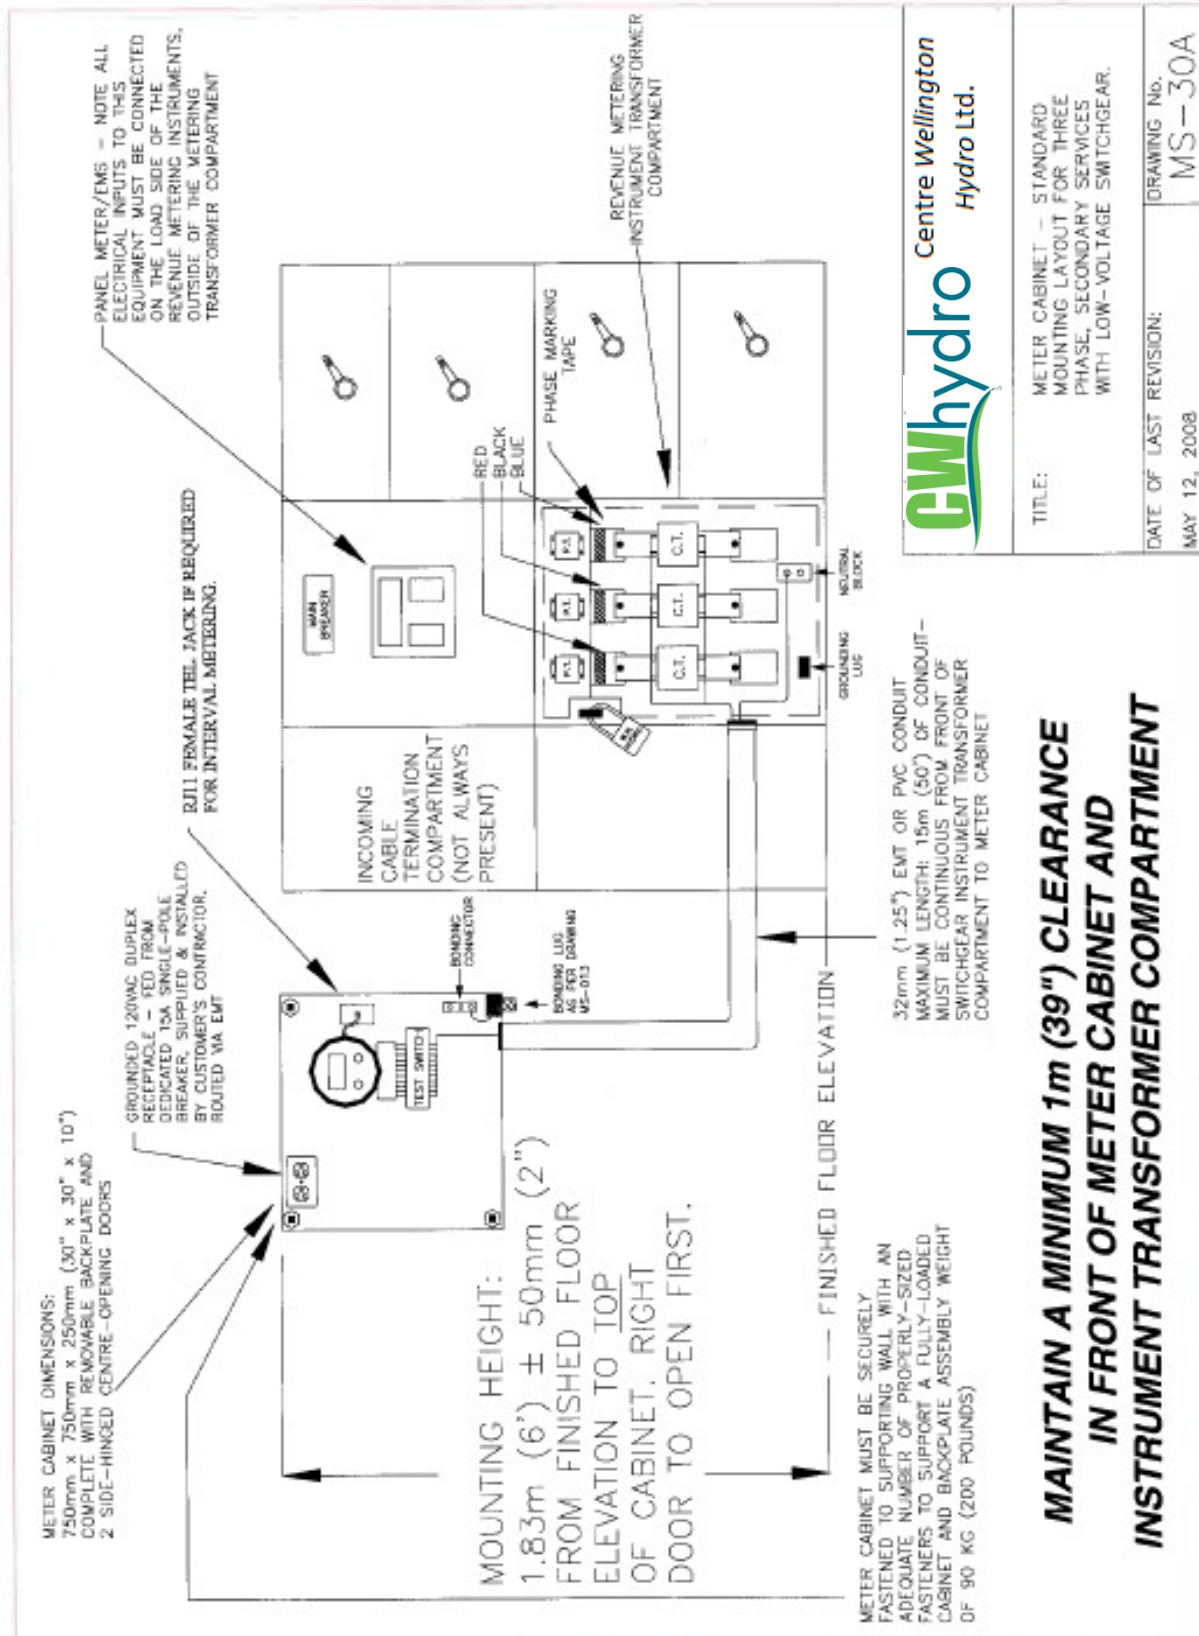 METER CABINET DIMENSIONS:
750mm x 750mm x 250mm (30" x 30" x 10")
COMPLETE WITH REMOVABLE BACKPLATE AND
2 SIDE-HINGED CENTRE-OPENING DOORS
GROUNDED 120VAC DUPLEX
RECEPTACLE - FED FROM
DEDICATED 15A SINGLE-POLE
BREAKER, SUPPLIED & INSTALLED
BY CUSTOMER'S CONTRACTOR.
ROUTED VIA EMT
RJ11 FEMALE TEL. JACK IF REQUIRED
FOR INTERVAL METERING.
PANEL METER/EMS - NOTE ALL
ELECTRICAL INPUTS TO THIS
EQUIPMENT MUST BE CONNECTED
ON THE LOAD SIDE OF THE
REVENUE METERING INSTRUMENTS,
OUTSIDE OF THE METERING
TRANSFORMER COMPARTMENT
TEST SWITCH
BONDING
CONNECTOR
BONDING LUG
AS PER DRAWING
MS-013
INCOMING
CABLE
TERMINATION
COMPARTMENT
(NOT ALWAYS
PRESENT)
MAIN
BREAKER
RED
BLACK
BLUE
PHASE MARKING
TAPE
P.T.
P.T.
P.T.
C.T.
C.T.
C.T.
REVENUE METERING
INSTRUMENT TRANSFORMER
COMPARTMENT
GROUNDING
LUG
NEUTRAL
BLOCK
MOUNTING HEIGHT:
1.83m (6') ± 50mm (2")
FROM FINISHED FLOOR
ELEVATION TO TOP
OF CABINET. RIGHT
DOOR TO OPEN FIRST.
FINISHED FLOOR ELEVATION
METER CABINET MUST BE SECURELY
FASTENED TO SUPPORTING WALL WITH AN
ADEQUATE NUMBER OF PROPERLY-SIZED
FASTENERS TO SUPPORT A FULLY-LOADED
CABINET AND BACKPLATE ASSEMBLY WEIGHT
OF 90 KG (200 POUNDS)
32mm (1.25") EMT OR PVC CONDUIT
MAXIMUM LENGTH: 15m (50') OF CONDUIT-
MUST BE CONTINUOUS FROM FRONT OF
SWITCHGEAR INSTRUMENT TRANSFORMER
COMPARTMENT TO METER CABINET
MAINTAIN A MINIMUM 1m (39") CLEARANCE
IN FRONT OF METER CABINET AND
INSTRUMENT TRANSFORMER COMPARTMENT
CWhydro
Centre Wellington
Hydro Ltd.
TITLE:
METER CABINET - STANDARD
MOUNTING LAYOUT FOR THREE
PHASE, SECONDARY SERVICES
WITH LOW-VOLTAGE SWITCHGEAR.
DATE OF LAST REVISION:
MAY 12, 2008
DRAWING No.
MS-30A